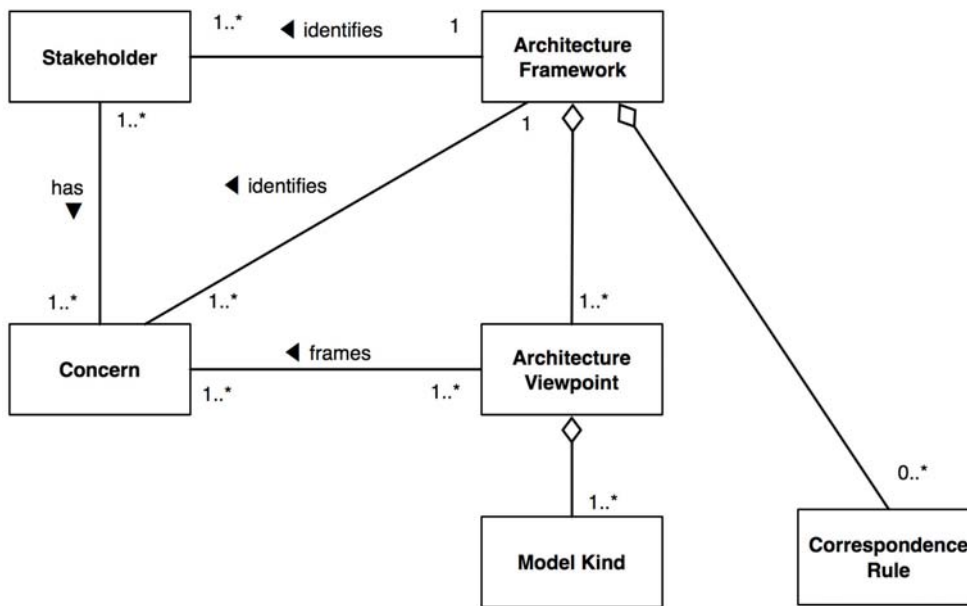 1..*
◀ identifies
1
Stakeholder
Architecture
Framework
1..*
1
has
▼
◀ identifies
1..*
1..*
1..*
◀ frames
Concern
Architecture
Viewpoint
1..*
1..*
1..*
0..*
Model Kind
Correspondence
Rule